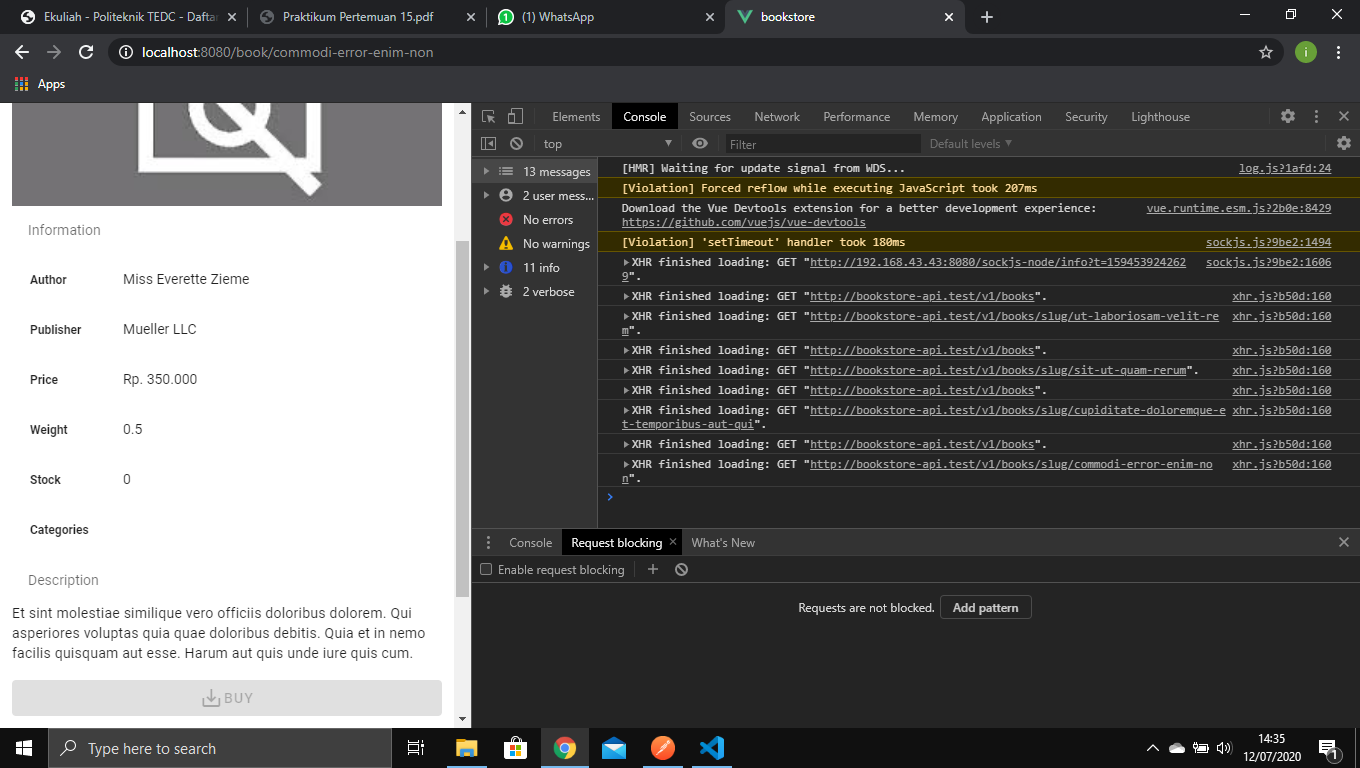 Ekuliah - Politeknik TEDC - Dafta
Praktikum Pertemuan 15.pdf
(1) WhatsApp
bookstore
localhost:8080/book/commodi-error-enim-non
i
Apps
Information
Author Miss Everette Zieme
Publisher Mueller LLC
Price Rp. 350.000
Weight 0.5
Stock 0
Categories
Description
Et sint molestiae similique vero officiis doloribus dolorem. Qui
asperiores voluptas quia quae doloribus debitis. Quia et in nemo
facilis quisquam aut esse. Harum aut quis unde iure quis cum.
BUY
Elements Console Sources Network Performance Memory Application Security Lighthouse
top Filter Default levels
13 messages
2 user mess...
No errors
No warnings
11 info
2 verbose
[HMR] Waiting for update signal from WDS... log.js?1afd:24
[Violation] Forced reflow while executing JavaScript took 207ms
Download the Vue Devtools extension for a better development experience: vue.runtime.esm.js?2b0e:8429
https://github.com/vuejs/vue-devtools
[Violation] 'setTimeout' handler took 180ms sockjs.js?9be2:1494
XHR finished loading: GET "http://192.168.43.43:8080/sockjs-node/info?t=159453924262 sockjs.js?9be2:1606
9".
XHR finished loading: GET "http://bookstore-api.test/v1/books". xhr.js?b50d:160
XHR finished loading: GET "http://bookstore-api.test/v1/books/slug/ut-laboriosam-velit-re xhr.js?b50d:160
m".
XHR finished loading: GET "http://bookstore-api.test/v1/books". xhr.js?b50d:160
XHR finished loading: GET "http://bookstore-api.test/v1/books/slug/sit-ut-quam-rerum". xhr.js?b50d:160
XHR finished loading: GET "http://bookstore-api.test/v1/books". xhr.js?b50d:160
XHR finished loading: GET "http://bookstore-api.test/v1/books/slug/cupiditate-doloremque-e xhr.js?b50d:160
t-temporibus-aut-qui".
XHR finished loading: GET "http://bookstore-api.test/v1/books". xhr.js?b50d:160
XHR finished loading: GET "http://bookstore-api.test/v1/books/slug/commodi-error-enim-no xhr.js?b50d:160
n".
Console Request blocking What's New
Enable request blocking
Requests are not blocked. Add pattern
Type here to search
14:35
12/07/2020
1